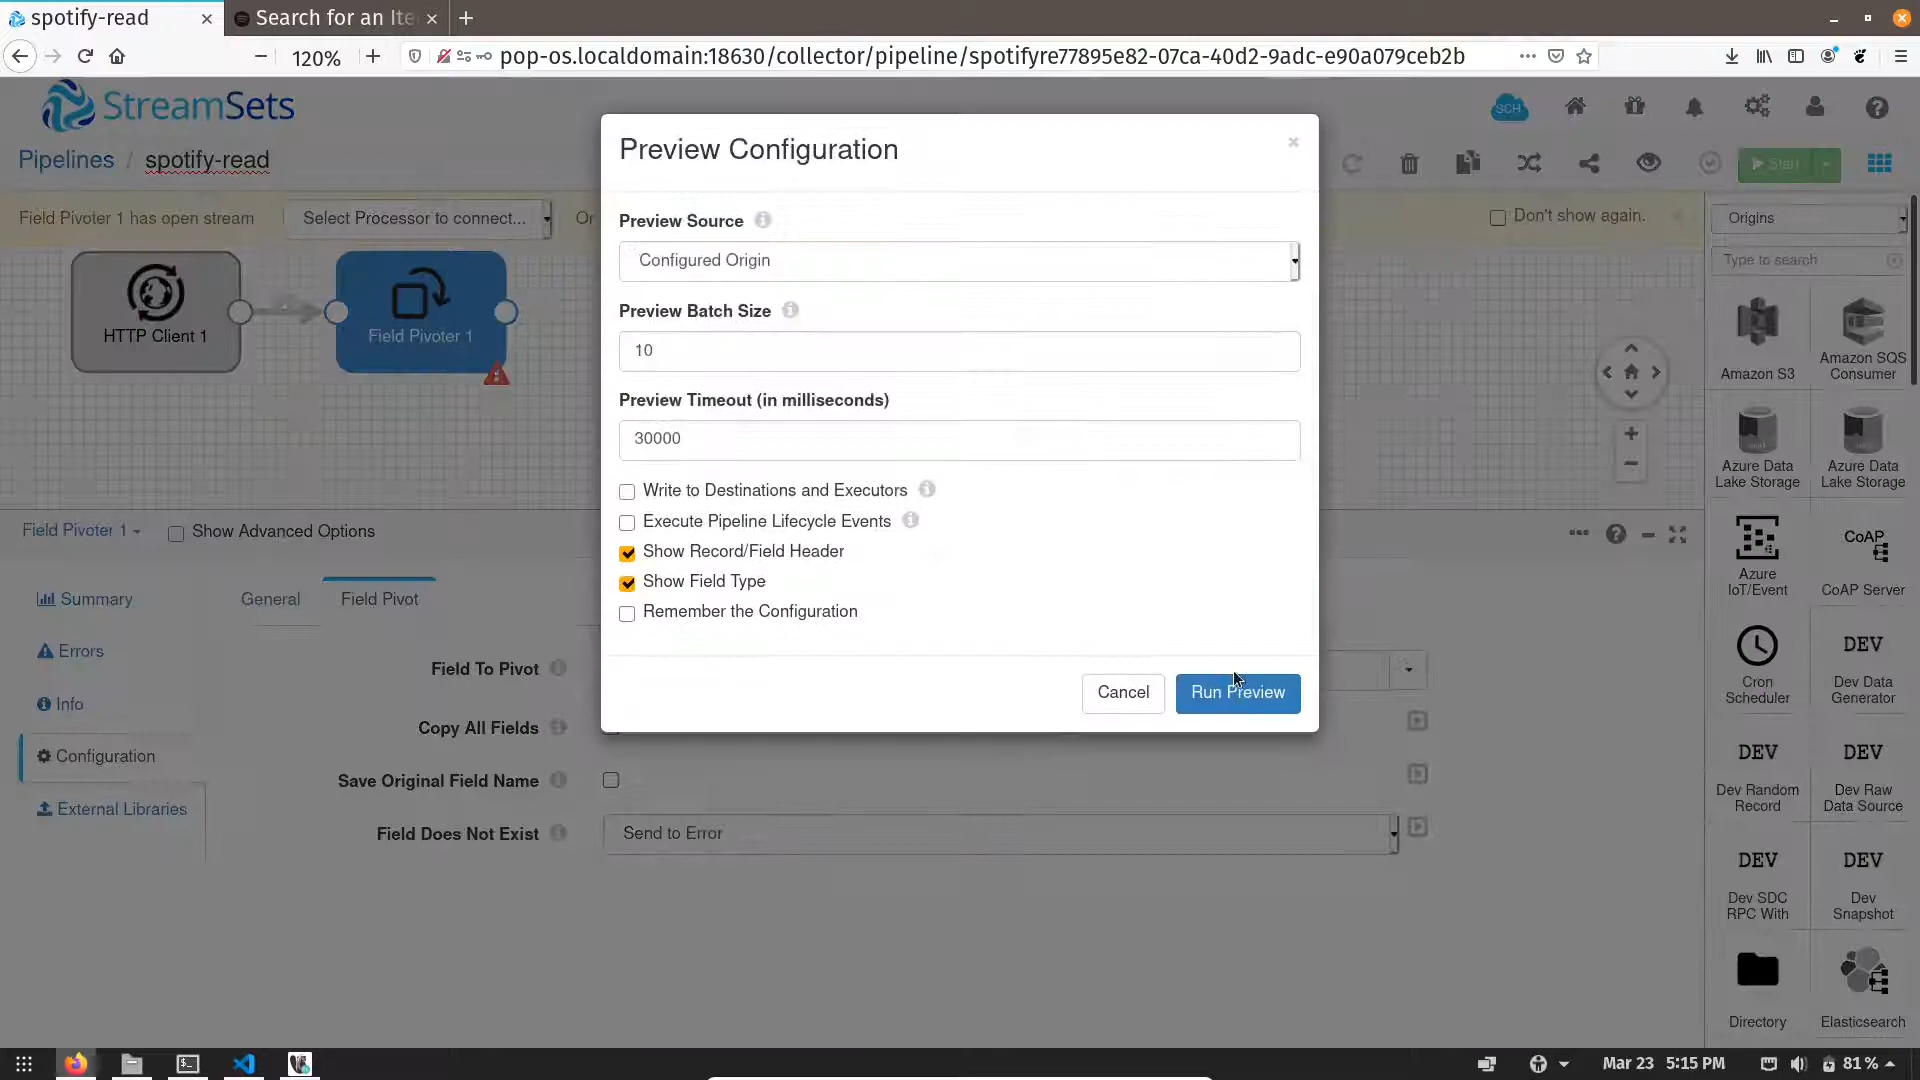 spotify-read
Search for an Ite
120%
pop-os.localdomain:18630/collector/pipeline/spotifyre77895e82-07ca-40d2-9adc-e90a079ceb2b
StreamSets
SCH
Pipelines / spotify-read
Start
Field Pivoter 1 has open stream
Select Processor to connect...
Or
Don't show again.
HTTP Client 1
Field Pivoter 1
Preview Configuration
Preview Source
Configured Origin
Preview Batch Size
10
Preview Timeout (in milliseconds)
30000
Write to Destinations and Executors
Execute Pipeline Lifecycle Events
Show Record/Field Header
Show Field Type
Remember the Configuration
Cancel
Run Preview
Field Pivoter 1
Show Advanced Options
Summary
Errors
Info
Configuration
External Libraries
General
Field Pivot
Field To Pivot
Copy All Fields
Save Original Field Name
Field Does Not Exist
Send to Error
Origins
Type to search
Amazon S3
Amazon SQS
Consumer
Azure Data
Lake Storage
Azure Data
Lake Storage
Azure
IoT/Event
CoAP
CoAP Server
Cron
Scheduler
DEV
Dev Data
Generator
DEV
Dev Random
Record
DEV
Dev Raw
Data Source
DEV
Dev SDC
RPC With
DEV
Dev
Snapshot
Directory
Elasticsearch
Mar 23 5:15 PM
81%